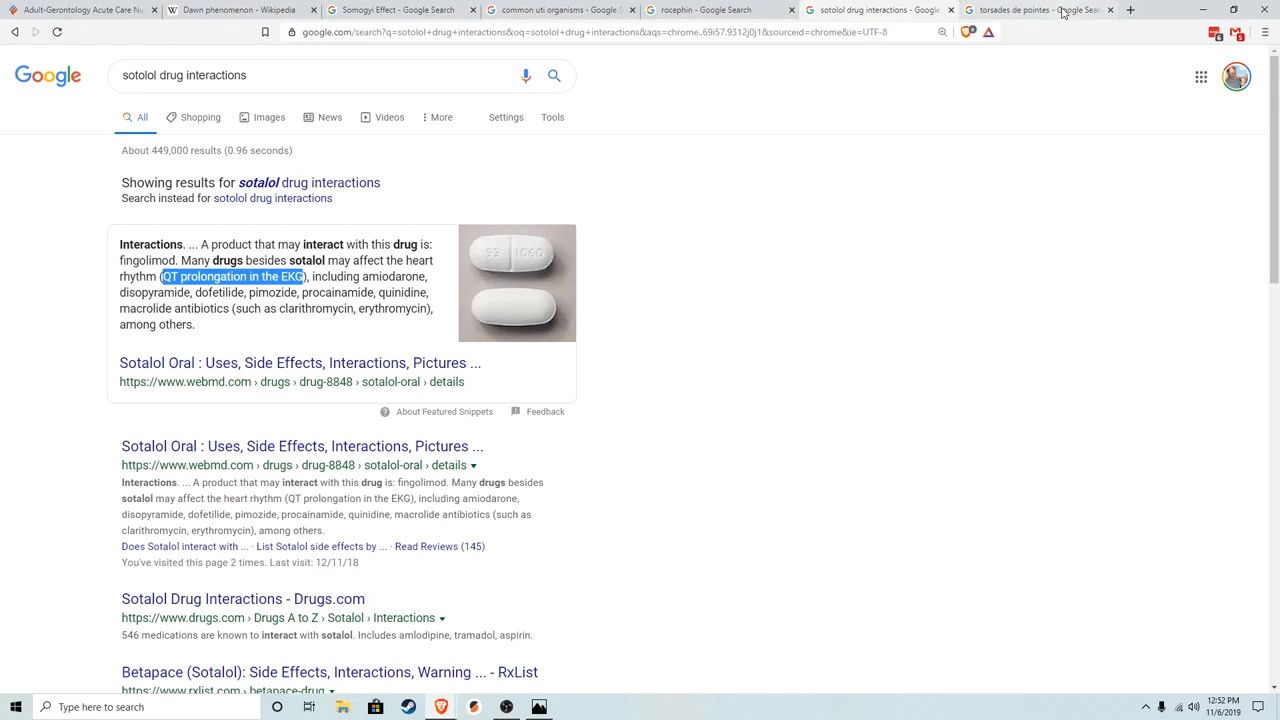 Adult-Gerontology Acute Care Nu
Dawn phenomenon - Wikipedia
Somogyi Effect - Google Search
common uti organisms - Google S
rocephin - Google Search
sotolol drug interactions - Google
torsades de pointes - Google Sear
google.com/search?q=sotolol+drug+interactions&oq=sotolol+drug+interactions&aqs=chrome..69i57.9312j0j1&sourceid=chrome&ie=UTF-8
Google
sotolol drug interactions
All
Shopping
Images
News
Videos
More
Settings
Tools
About 449,000 results (0.96 seconds)
Showing results for sotalol drug interactions
Search instead for sotolol drug interactions
Interactions. ... A product that may interact with this drug is:
fingolimod. Many drugs besides sotalol may affect the heart
rhythm (QT prolongation in the EKG), including amiodarone,
disopyramide, dofetilide, pimozide, procainamide, quinidine,
macrolide antibiotics (such as clarithromycin, erythromycin),
among others.
93 1060
Sotalol Oral : Uses, Side Effects, Interactions, Pictures ...
https://www.webmd.com › drugs › drug-8848 › sotalol-oral › details
About Featured Snippets
Feedback
Sotalol Oral : Uses, Side Effects, Interactions, Pictures ...
https://www.webmd.com › drugs › drug-8848 › sotalol-oral › details
Interactions. ... A product that may interact with this drug is: fingolimod. Many drugs besides
sotalol may affect the heart rhythm (QT prolongation in the EKG), including amiodarone,
disopyramide, dofetilide, pimozide, procainamide, quinidine, macrolide antibiotics (such as
clarithromycin, erythromycin), among others.
Does Sotalol interact with ... · List Sotalol side effects by ... · Read Reviews (145)
You've visited this page 2 times. Last visit: 12/11/18
Sotalol Drug Interactions - Drugs.com
https://www.drugs.com › Drugs A to Z › Sotalol › Interactions
546 medications are known to interact with sotalol. Includes amlodipine, tramadol, aspirin.
Betapace (Sotalol): Side Effects, Interactions, Warning ... - RxList
https://www.rxlist.com › betapace-drug
Type here to search
12:52 PM
11/6/2019